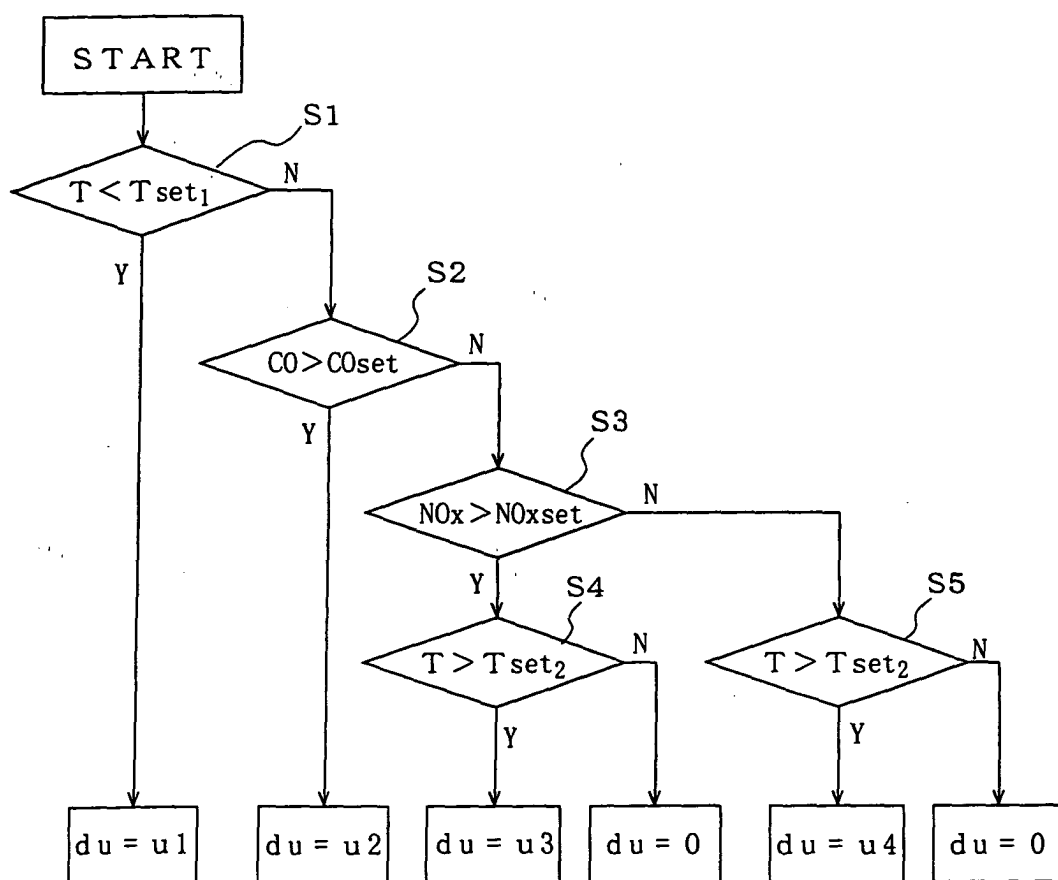 START
S1
T<Tset₁
N
Y
S2
CO>COset
N
Y
S3
NOx>NOxset
N
Y
S4
S5
T>Tset₂
N
T>Tset₂
N
Y
Y
du=u1
du=u2
du=u3
du=0
du=u4
du=0